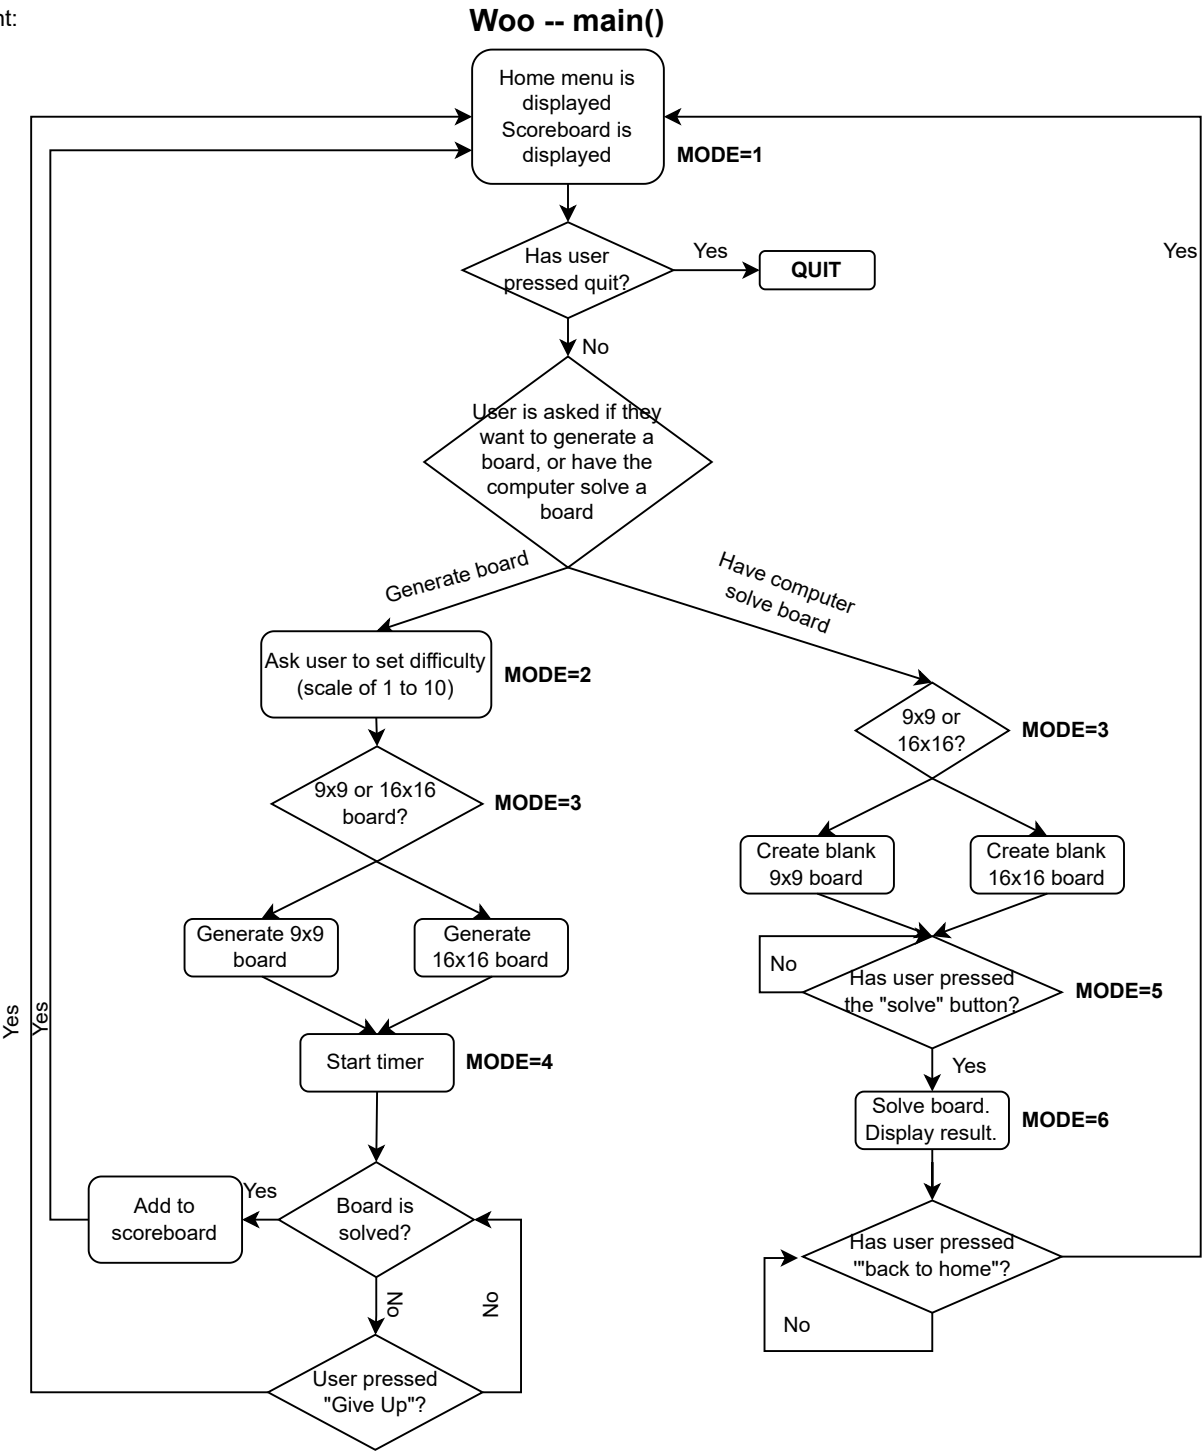 nt:
Woo -- main()
Home menu is
displayed
Scoreboard is
displayed
MODE=1
Yes
Has user
pressed quit?
Yes
QUIT
No
User is asked if they
want to generate a
board, or have the
computer solve a
board
Generate board
Have computer
solve board
Ask user to set difficulty
(scale of 1 to 10)
MODE=2
9x9 or
16x16?
MODE=3
9x9 or 16x16
board?
MODE=3
Create blank
9x9 board
Create blank
16x16 board
Generate 9x9
board
Generate
16x16 board
No
Has user pressed
the "solve" button?
MODE=5
Yes
Yes
Start timer
MODE=4
Yes
Solve board.
Display result.
MODE=6
Add to
scoreboard
Yes
Board is
solved?
Has user pressed
'"back to home"?
No
No
No
User pressed
"Give Up"?